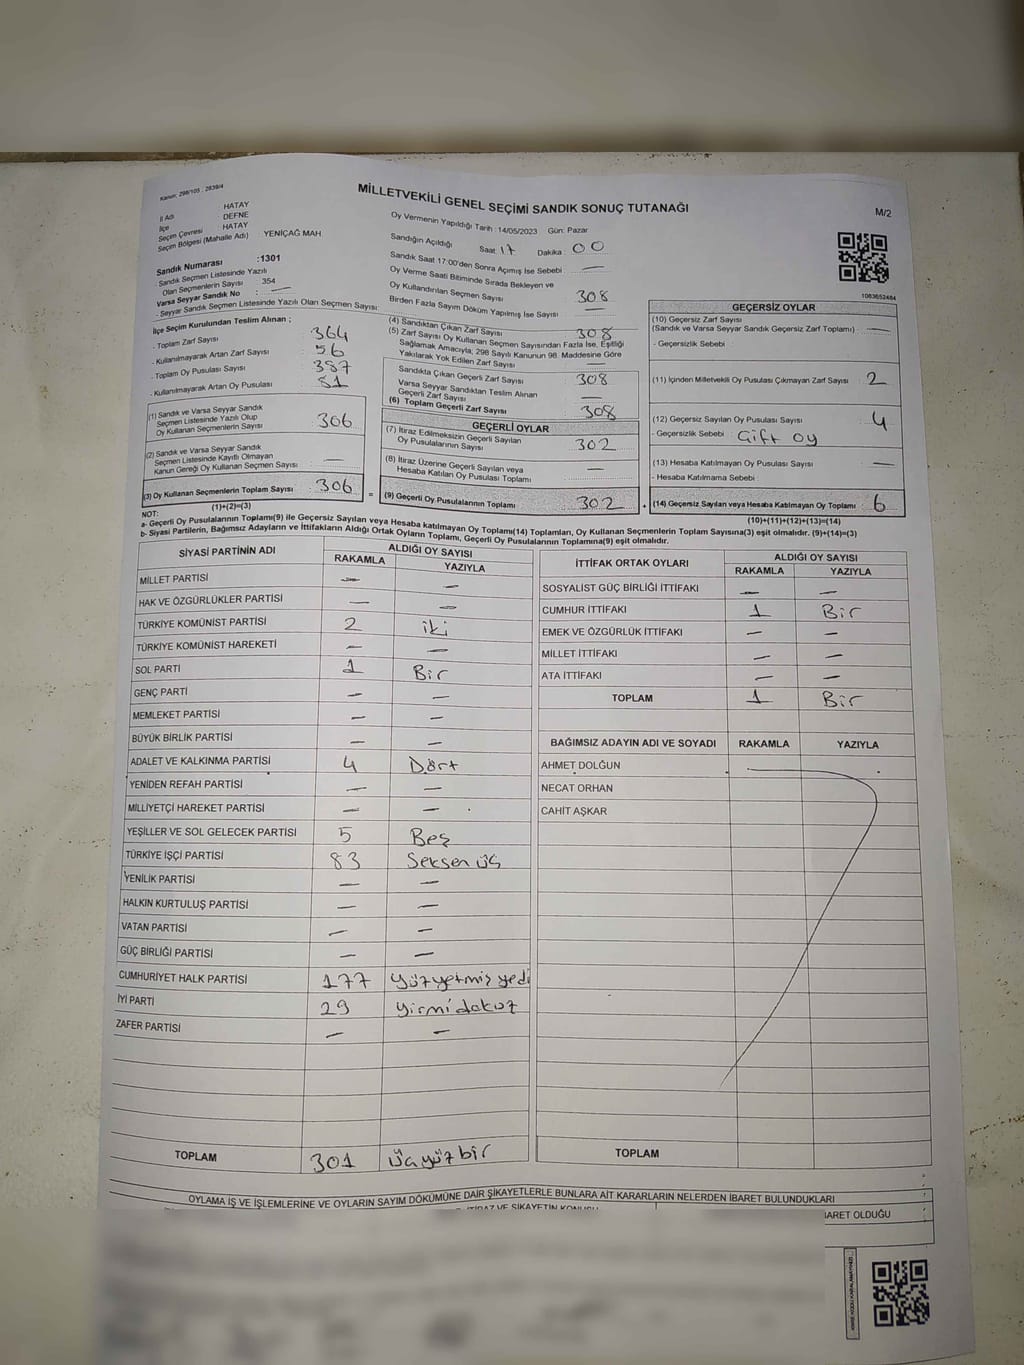 Kanun: 298/105 , 2839/4
MİLLETVEKİLİ GENEL SEÇİMİ SANDIK SONUÇ TUTANAĞI
M/2
İl Adı HATAY
İlçe DEFNE
Seçim Çevresi HATAY
Seçim Bölgesi (Mahalle Adı) YENİÇAĞ MAH
Sandık Numarası :1301
Sandık Seçmen Listesinde Yazılı
Olan Seçmenlerin Sayısı 354
Varsa Seyyar Sandık No : —
- Seyyar Sandık Seçmen Listesinde Yazılı Olan Seçmen Sayısı:
İlçe Seçim Kurulundan Teslim Alınan ;
- Toplam Zarf Sayısı 364
- Kullanılmayarak Artan Zarf Sayısı 56
- Toplam Oy Pusulası Sayısı 387
- Kullanılmayarak Artan Oy Pusulası 81
(1) Sandık ve Varsa Seyyar Sandık
Seçmen Listesinde Yazılı Olup
Oy Kullanan Seçmenlerin Sayısı 306
(2) Sandık ve Varsa Seyyar Sandık
Seçmen Listesinde Kayıtlı Olmayan
Kanun Gereği Oy Kullanan Seçmen Sayısı —
(3) Oy Kullanan Seçmenlerin Toplam Sayısı 306
(1)+(2)=(3)
Oy Vermenin Yapıldığı Tarih : 14/05/2023 Gün: Pazar
Sandığın Açıldığı Saat 17 Dakika : 00
Sandık Saat 17:00'den Sonra Açımış İse Sebebi —
Oy Verme Saati Bitiminde Sırada Bekleyen ve
Oy Kullandırılan Seçmen Sayısı 308
Birden Fazla Sayım Döküm Yapılmış İse Sayısı —
(4) Sandıktan Çıkan Zarf Sayısı 308
(5) Zarf Sayısı Oy Kullanan Seçmen Sayısından Fazla İse, Eşitliği
Sağlamak Amacıyla; 298 Sayılı Kanunun 98. Maddesine Göre
Yakılarak Yok Edilen Zarf Sayısı —
Sandıkta Çıkan Geçerli Zarf Sayısı 308
Varsa Seyyar Sandıktan Teslim Alınan
Geçerli Zarf Sayısı —
(6) Toplam Geçerli Zarf Sayısı 308
GEÇERLİ OYLAR
(7) İtiraz Edilmeksizin Geçerli Sayılan
Oy Pusulalarının Sayısı 302
(8) İtiraz Üzerine Geçerli Sayılan veya
Hesaba Katılan Oy Pusulası Toplamı —
= (9) Geçerli Oy Pusulalarının Toplamı 302
1083652484
GEÇERSİZ OYLAR
(10) Geçersiz Zarf Sayısı
(Sandık ve Varsa Seyyar Sandık Geçersiz Zarf Toplamı) —
- Geçersizlik Sebebi
(11) İçinden Milletvekili Oy Pusulası Çıkmayan Zarf Sayısı 2
(12) Geçersiz Sayılan Oy Pusulası Sayısı 4
- Geçersizlik Sebebi Çift oy
(13) Hesaba Katılmayan Oy Pusulası Sayısı —
- Hesaba Katılmama Sebebi
+ (14) Geçersiz Sayılan veya Hesaba Katılmayan Oy Toplamı 6
(10)+(11)+(12)+(13)=(14)
NOT:
a- Geçerli Oy Pusulalarının Toplamı(9) ile Geçersiz Sayılan veya Hesaba katılmayan Oy Toplamı(14) Toplamları, Oy Kullanan Seçmenlerin Toplam Sayısına(3) eşit olmalıdır. (9)+(14)=(3)
b- Siyasi Partilerin, Bağımsız Adayların ve İttifakların Aldığı Ortak Oyların Toplamı, Geçerli Oy Pusulalarının Toplamına(9) eşit olmalıdır.
SİYASİ PARTİNİN ADI ALDIĞI OY SAYISI
RAKAMLA YAZIYLA
MİLLET PARTİSİ — —
HAK VE ÖZGÜRLÜKLER PARTİSİ — —
TÜRKİYE KOMÜNİST PARTİSİ 2 iki
TÜRKİYE KOMÜNİST HAREKETİ — —
SOL PARTİ 1 Bir
GENÇ PARTİ — —
MEMLEKET PARTİSİ — —
BÜYÜK BİRLİK PARTİSİ — —
ADALET VE KALKINMA PARTİSİ 4 Dört
YENİDEN REFAH PARTİSİ — —
MİLLİYETÇİ HAREKET PARTİSİ — —
YEŞİLLER VE SOL GELECEK PARTİSİ 5 Beş
TÜRKİYE İŞÇİ PARTİSİ 83 Seksen üç
YENİLİK PARTİSİ — —
HALKIN KURTULUŞ PARTİSİ — —
VATAN PARTİSİ — —
GÜÇ BİRLİĞİ PARTİSİ — —
CUMHURİYET HALK PARTİSİ 177 yüzyetmiş yedi
İYİ PARTİ 29 yirmi dokuz
ZAFER PARTİSİ — —
TOPLAM 301 üçyüzbir
İTTİFAK ORTAK OYLARI ALDIĞI OY SAYISI
RAKAMLA YAZIYLA
SOSYALİST GÜÇ BİRLİĞİ İTTİFAKI — —
CUMHUR İTTİFAKI 1 Bir
EMEK VE ÖZGÜRLÜK İTTİFAKI — —
MİLLET İTTİFAKI — —
ATA İTTİFAKI — —
TOPLAM 1 Bir
BAĞIMSIZ ADAYIN ADI VE SOYADI RAKAMLA YAZIYLA
AHMET DOLĞUN
NECAT ORHAN
CAHİT AŞKAR
TOPLAM
OYLAMA İŞ VE İŞLEMLERİNE VE OYLARIN SAYIM DÖKÜMÜNE DAİR ŞİKAYETLERLE BUNLARA AİT KARARLARIN NELERDEN İBARET BULUNDUKLARI
İTİRAZ VE ŞİKAYETİN KONUSU
İBARET OLDUĞU